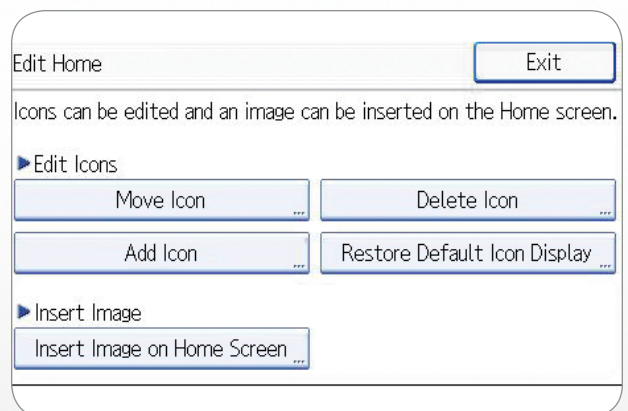 Edit Home
Exit
Icons can be edited and an image can be inserted on the Home screen.
Edit Icons
Move Icon
Delete Icon
Add Icon
Restore Default Icon Display
Insert Image
Insert Image on Home Screen